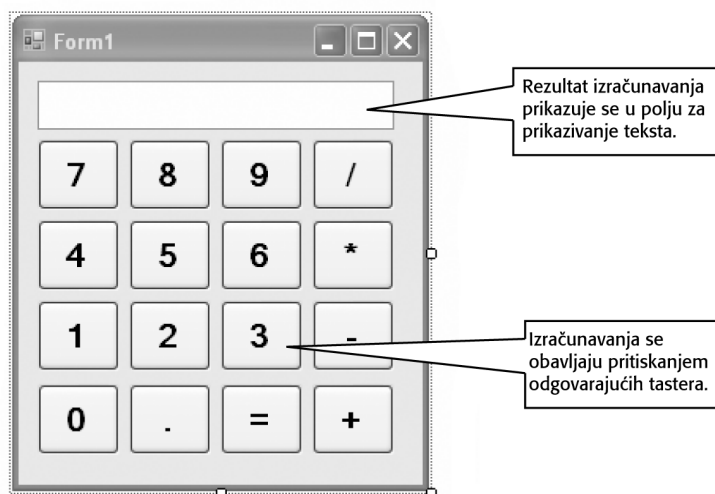 Form1
Rezultat izračunavanja
prikazuje se u polju za
prikazivanje teksta.
7 8 9 /
4 5 6 *
1 2 3 -
Izračunavanja se
obavljaju pritiskanjem
odgovarajućih tastera.
0 . = +